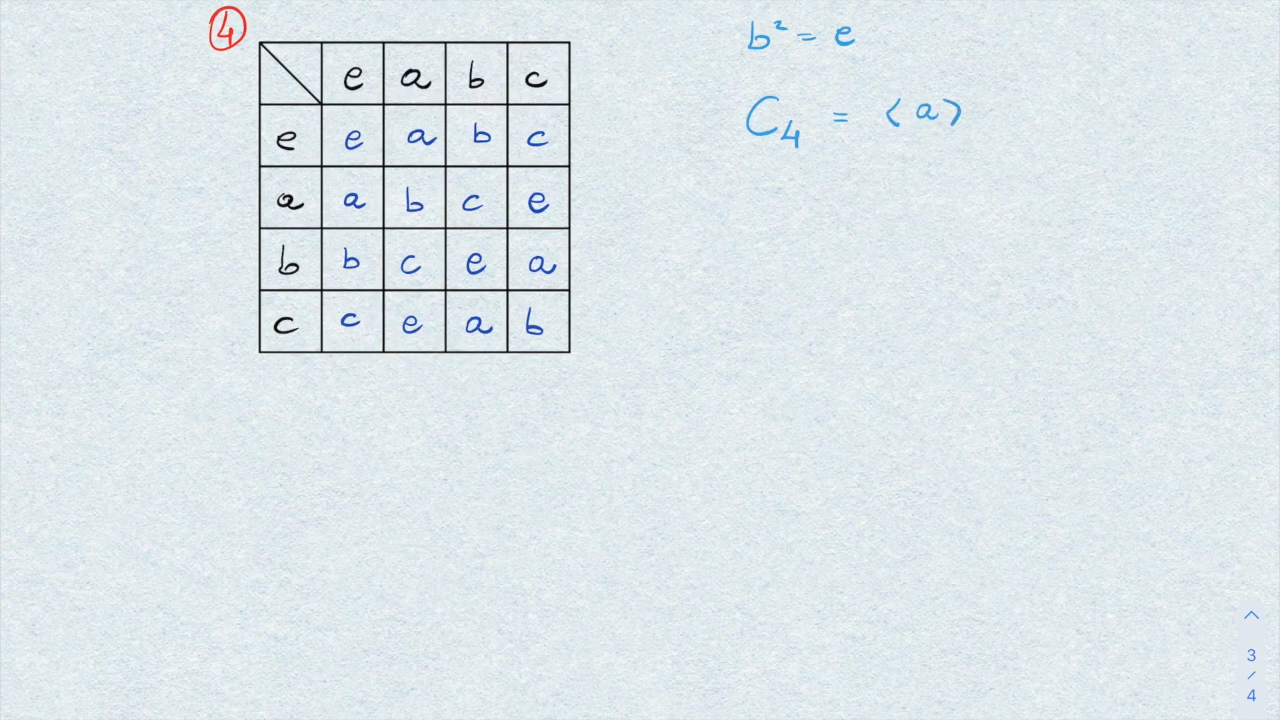 ④
e a b c
e e a b c
a a b c e
b b c e a
c c e a b
b² = e
C₄ = ⟨a⟩
3
/
4